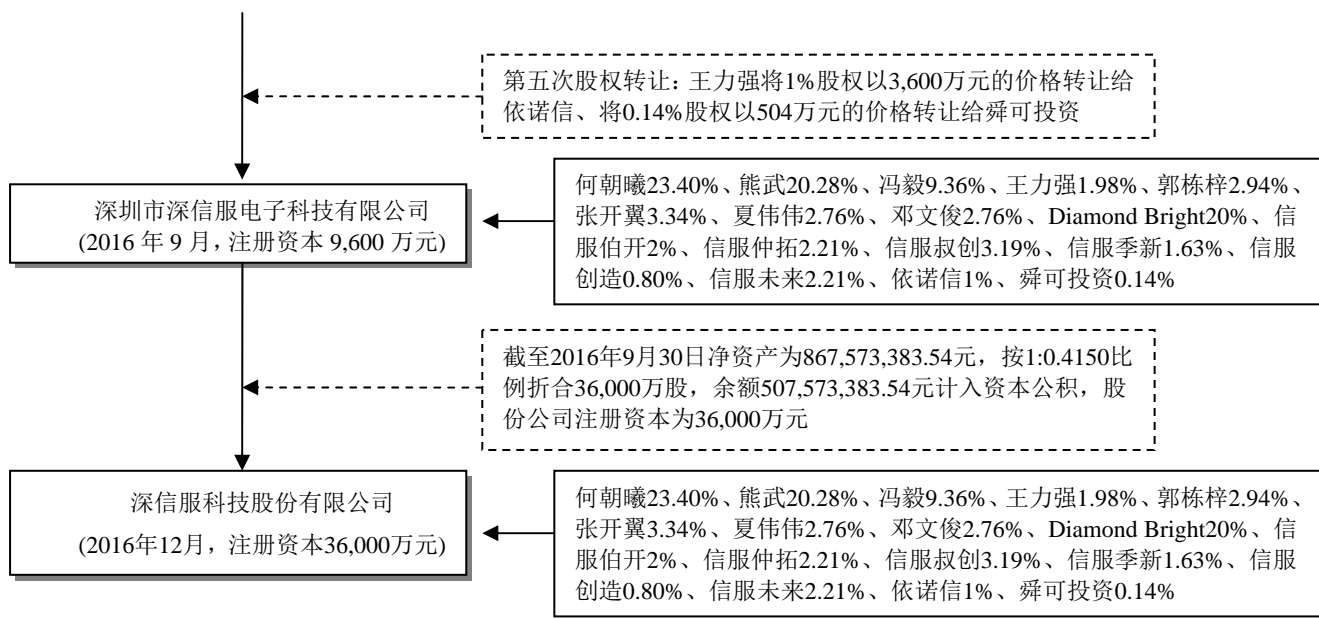 第五次股权转让：王力强将1%股权以3,600万元的价格转让给
依诺信、将0.14%股权以504万元的价格转让给舜可投资
深圳市深信服电子科技有限公司
(2016 年 9 月，注册资本 9,600 万元)
何朝曦23.40%、熊武20.28%、冯毅9.36%、王力强1.98%、郭栋梓2.94%、
张开翼3.34%、夏伟伟2.76%、邓文俊2.76%、Diamond Bright20%、信
服伯开2%、信服仲拓2.21%、信服叔创3.19%、信服季新1.63%、信服
创造0.80%、信服未来2.21%、依诺信1%、舜可投资0.14%
截至2016年9月30日净资产为867,573,383.54元，按1:0.4150比
例折合36,000万股，余额507,573,383.54元计入资本公积，股
份公司注册资本为36,000万元
深信服科技股份有限公司
(2016年12月，注册资本36,000万元)
何朝曦23.40%、熊武20.28%、冯毅9.36%、王力强1.98%、郭栋梓2.94%、
张开翼3.34%、夏伟伟2.76%、邓文俊2.76%、Diamond Bright20%、信
服伯开2%、信服仲拓2.21%、信服叔创3.19%、信服季新1.63%、信服
创造0.80%、信服未来2.21%、依诺信1%、舜可投资0.14%